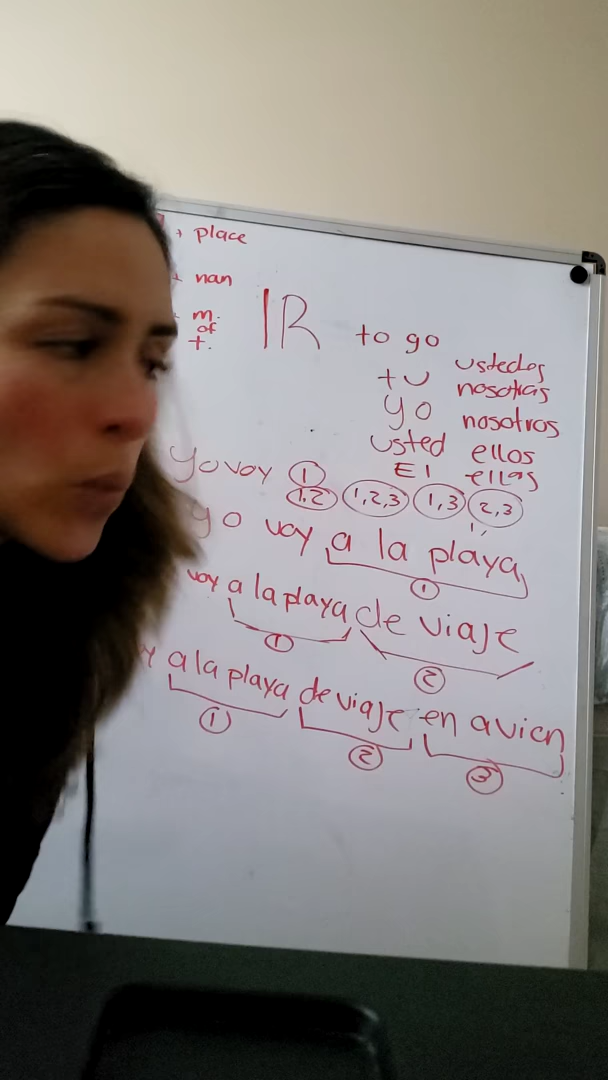 + place
+ nan
+ m.
of
+.
IR to go
tu
yo
usted
El
ustedes
nosotras
nosotros
ellos
ellas
yo voy 1
1,2 1,2,3 1,3 2,3
yo voy a la playa
1
voy a la playa de viaje
1 2
y a la playa de viaje en avion
1 2 3